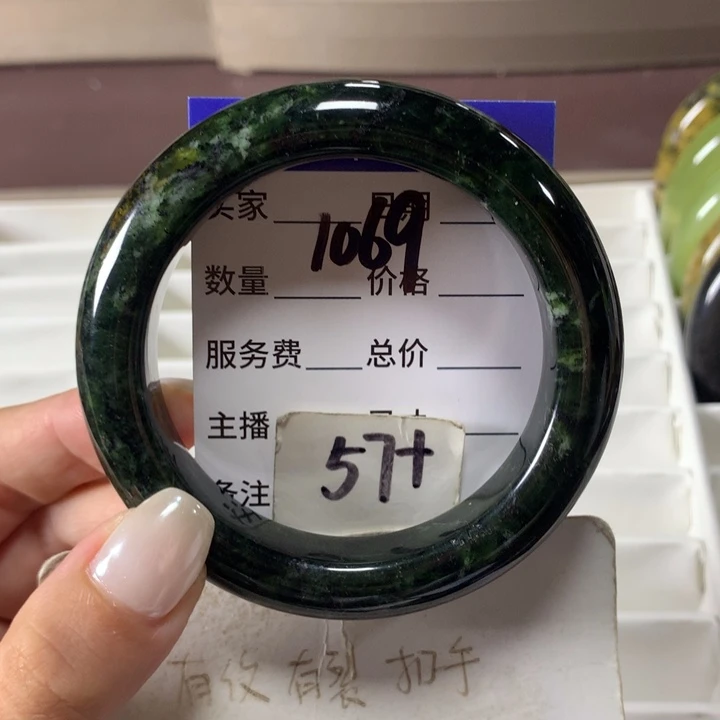 卖家 日期
1069
数量 价格
服务费 总价
主播
57+
备注
有纹 有裂 扣手